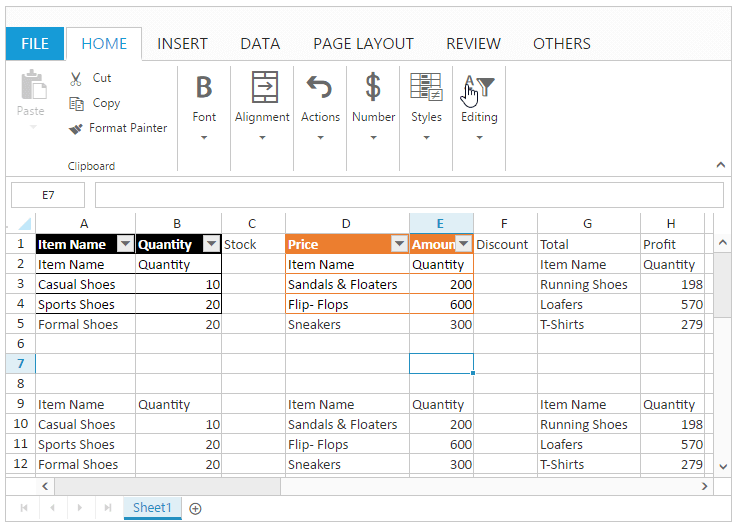 FILE HOME INSERT DATA PAGE LAYOUT REVIEW OTHERS
Paste
Cut
Copy
Format Painter
Clipboard
Font Alignment Actions Number Styles Editing
E7
A B C D E F G H
1 Item Name Quantity Stock Price Amoun Discount Total Profit
2 Item Name Quantity Item Name Quantity Item Name Quantity
3 Casual Shoes 10 Sandals & Floaters 200 Running Shoes 198
4 Sports Shoes 20 Flip- Flops 600 Loafers 570
5 Formal Shoes 20 Sneakers 300 T-Shirts 279
6
7
8
9 Item Name Quantity Item Name Quantity Item Name Quantity
10 Casual Shoes 10 Sandals & Floaters 200 Running Shoes 198
11 Sports Shoes 20 Flip- Flops 600 Loafers 570
12 Formal Shoes 20 Sneakers 300 T-Shirts 279
Sheet1